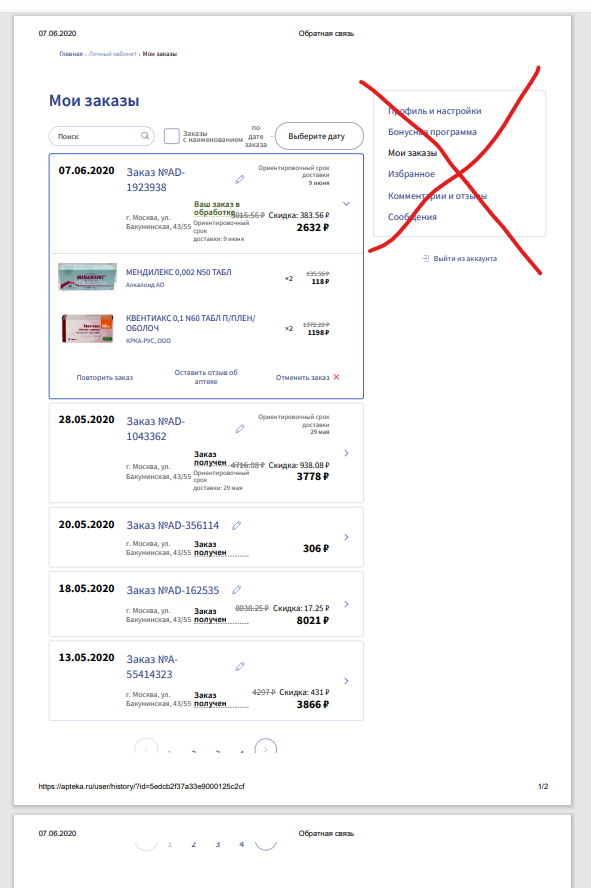 07.06.2020 Обратная связь
Главная › Личный кабинет › Мои заказы
Мои заказы
Поиск
Заказы
с наименованием
по
дате
заказа
Выберите дату
Профиль и настройки
Бонусная программа
Мои заказы
Избранное
Комментарии и отзывы
Сообщения
Выйти из аккаунта
07.06.2020
Заказ №AD-
1923938
Ориентировочный срок
доставки
9 июня
г. Москва, ул.
Бакунинская, 43/55
Ваш заказ в
обработке
Ориентировочный
срок
доставки: 9 июня
3015.56 ₽ Скидка: 383.56 ₽
2632 ₽
МЕНДИЛЕКС 0,002 N50 ТАБЛ
Алкалоид АО
×2
135.56 ₽
118 ₽
КВЕНТИАКС 0,1 N60 ТАБЛ П/ПЛЕН/
ОБОЛОЧ
КРКА-РУС, ООО
×2
1372.22 ₽
1198 ₽
Повторить заказ
Оставить отзыв об
аптеке
Отменить заказ ✕
28.05.2020
Заказ №AD-
1043362
Ориентировочный срок
доставки
29 мая
г. Москва, ул.
Бакунинская, 43/55
Заказ
получен
Ориентировочный
срок
доставки: 29 мая
4716.08 ₽ Скидка: 938.08 ₽
3778 ₽
20.05.2020
Заказ №AD-356114
г. Москва, ул.
Бакунинская, 43/55
Заказ
получен
306 ₽
18.05.2020
Заказ №AD-162535
г. Москва, ул.
Бакунинская, 43/55
Заказ
получен
8038.25 ₽ Скидка: 17.25 ₽
8021 ₽
13.05.2020
Заказ №A-
55414323
г. Москва, ул.
Бакунинская, 43/55
Заказ
получен
4297 ₽ Скидка: 431 ₽
3866 ₽
https://apteka.ru/user/history/?id=5edcb2f37a33e9000125c2cf 1/2
07.06.2020 Обратная связь
1 2 3 4